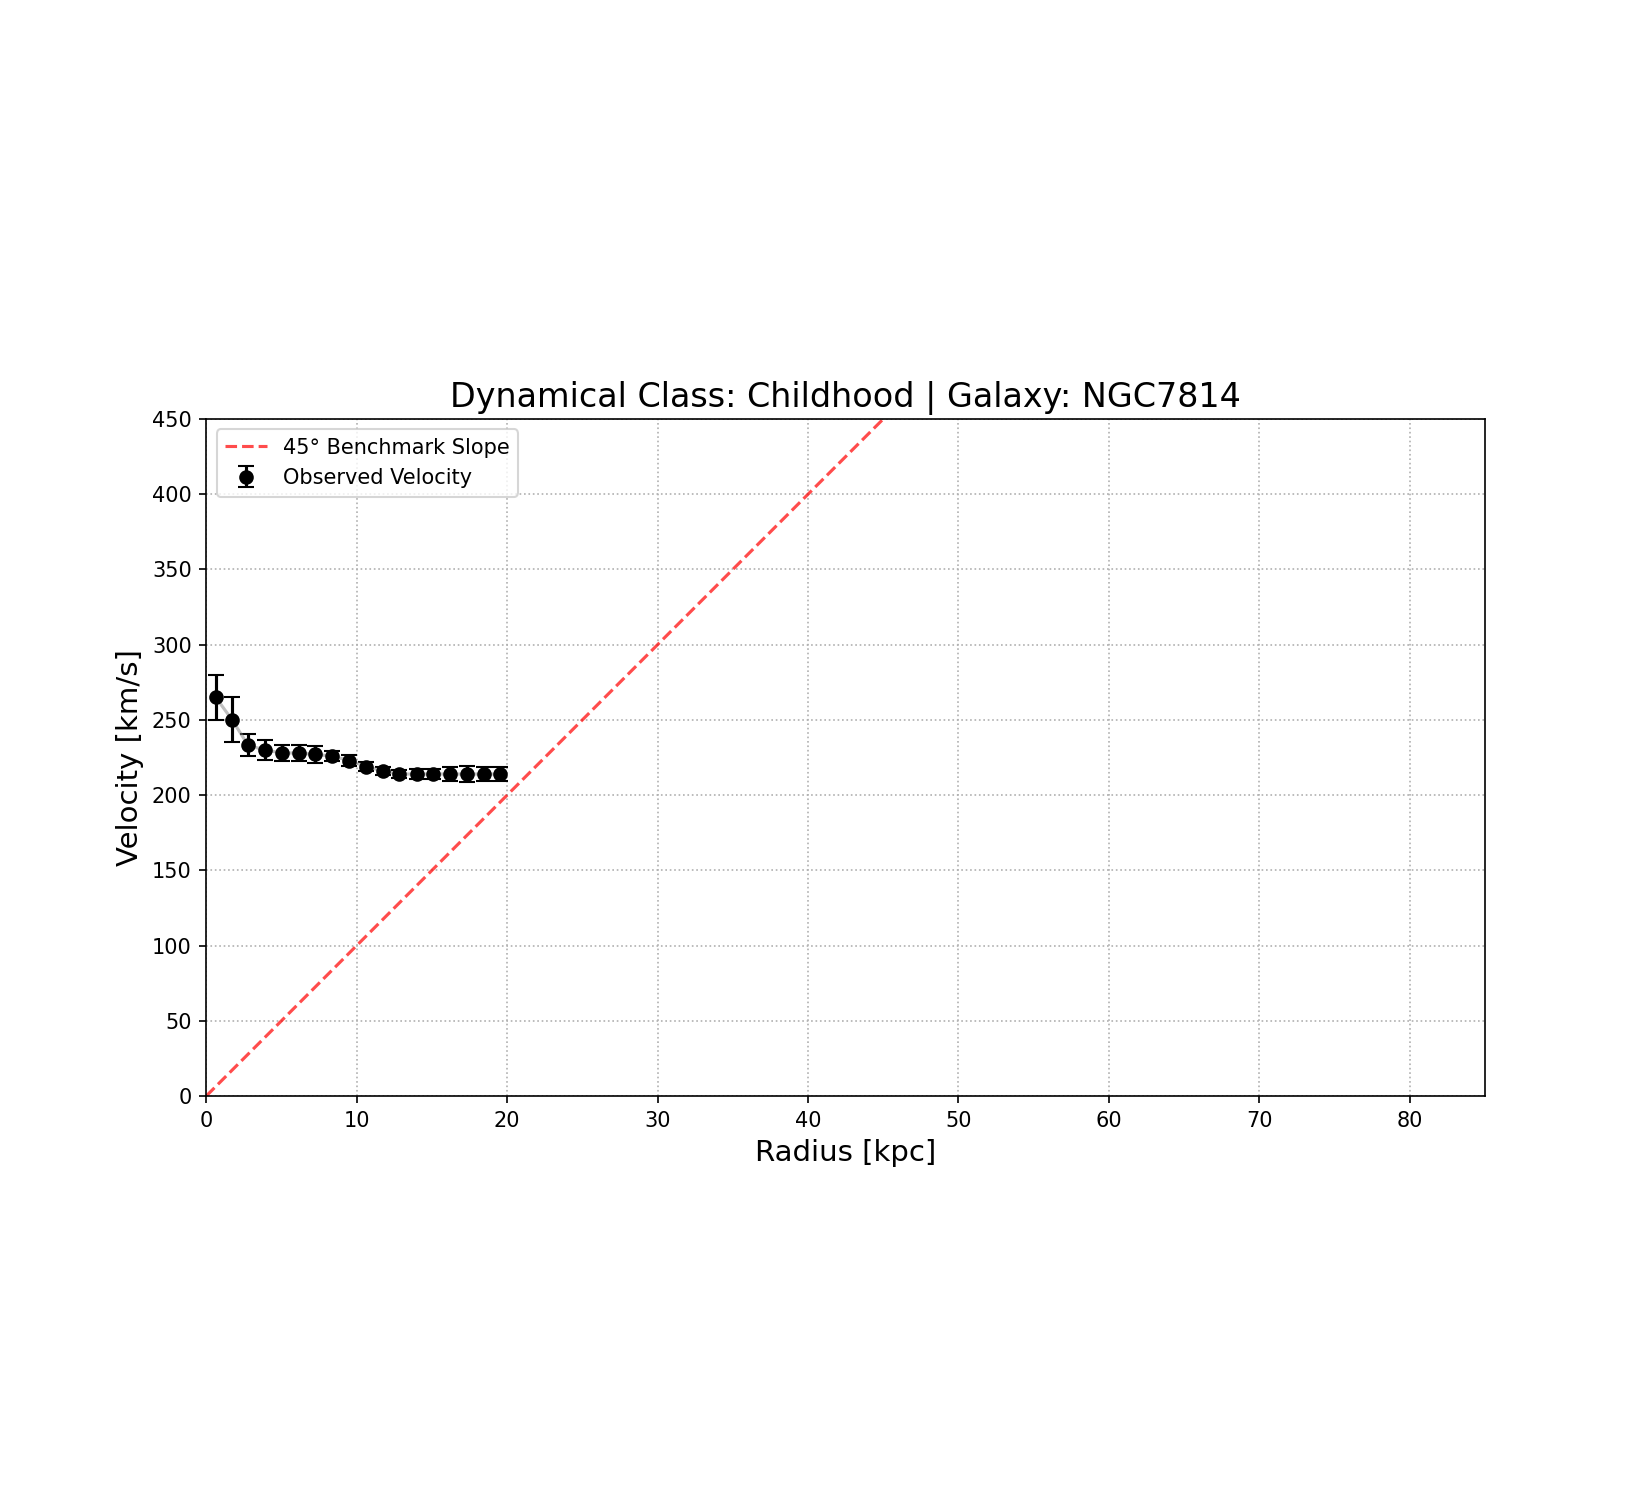 Dynamical Class: Childhood | Galaxy: NGC7814
45° Benchmark Slope
Observed Velocity
450
400
350
300
250
200
150
100
50
0
Velocity [km/s]
0 10 20 30 40 50 60 70 80
Radius [kpc]